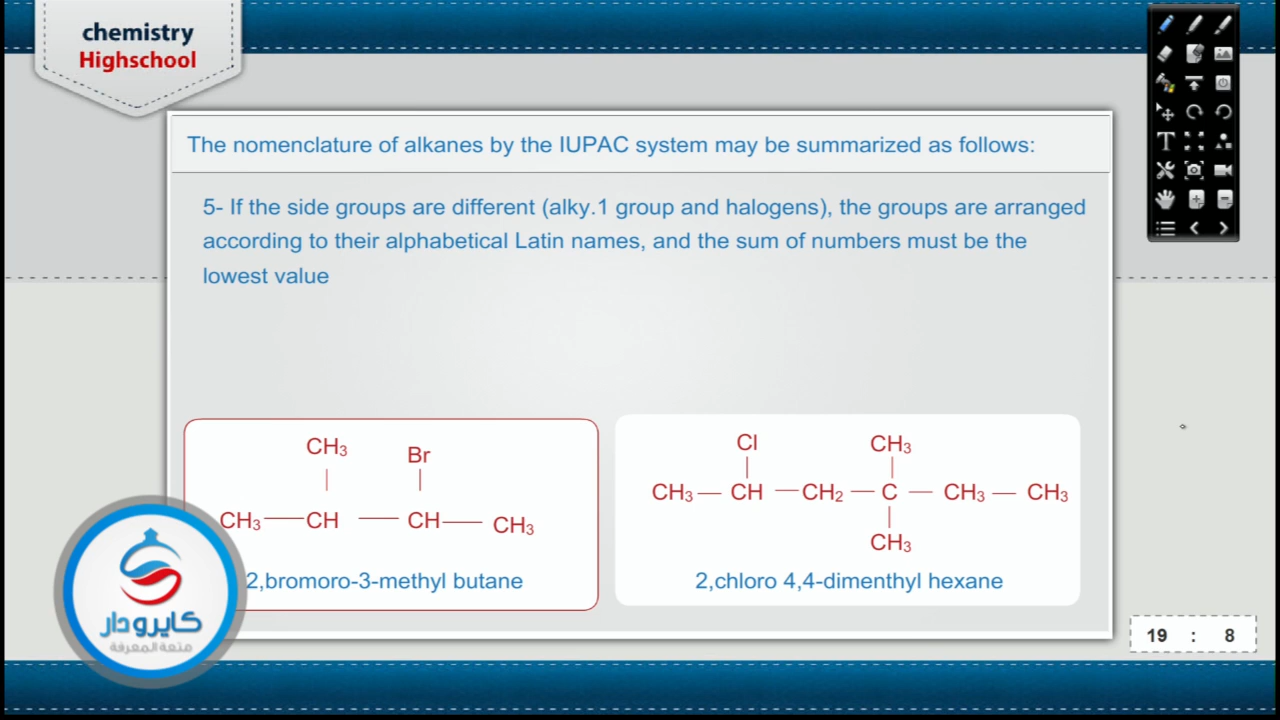 chemistry
Highschool
The nomenclature of alkanes by the IUPAC system may be summarized as follows:
5- If the side groups are different (alky.1 group and halogens), the groups are arranged
according to their alphabetical Latin names, and the sum of numbers must be the
lowest value
CH₃ Br
CH₃ — CH — CH — CH₃
2,bromoro-3-methyl butane
Cl CH₃
CH₃ — CH — CH₂ — C — CH₃ — CH₃
CH₃
2,chloro 4,4-dimenthyl hexane
كايرودار
متعة المعرفة
19 : 8